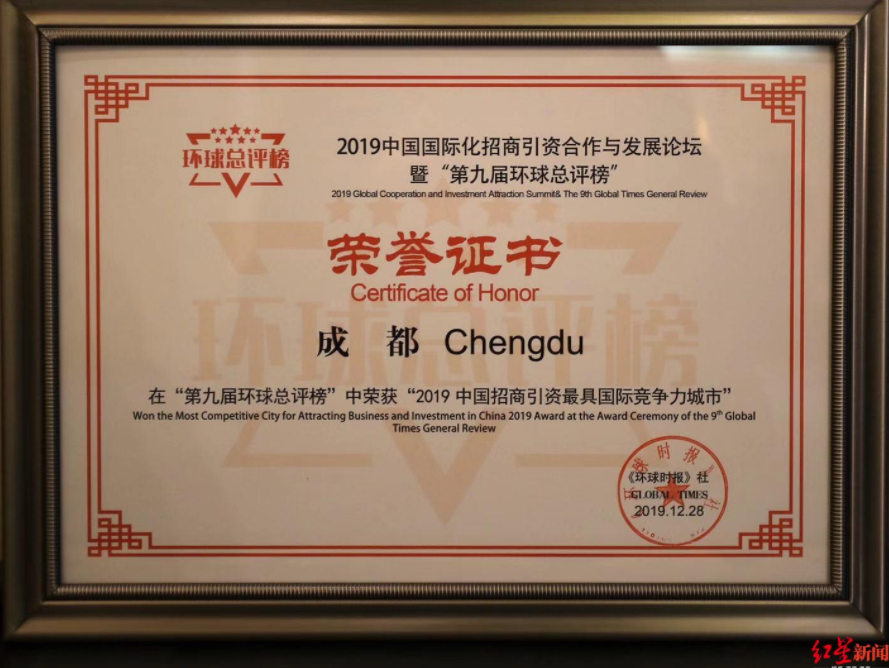 环球总评榜
2019中国国际化招商引资合作与发展论坛
暨“第九届环球总评榜”
2019 Global Cooperation and Investment Attraction Summit& The 9th Global Times General Review
荣誉证书
Certificate of Honor
环球总评榜
成 都 Chengdu
在“第九届环球总评榜”中荣获“2019 中国招商引资最具国际竞争力城市”
Won the Most Competitive City for Attracting Business and Investment in China 2019 Award at the Award Ceremony of the 9th Global
Times General Review
《环球时报》社
GLOBAL TIMES
2019.12.28
红星新闻